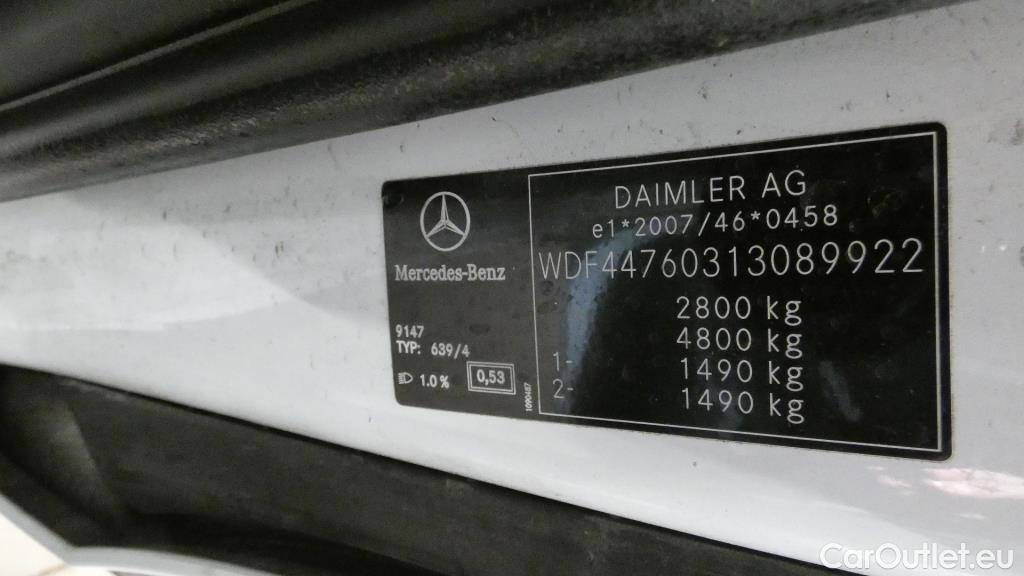 Mercedes-Benz
9147
TYP: 639/4
1.0 %
0,53
1090487
DAIMLER AG
e1*2007/46*0458
WDF44760313089922
2800 kg
4800 kg
1- 1490 kg
2- 1490 kg
CarOutlet.eu